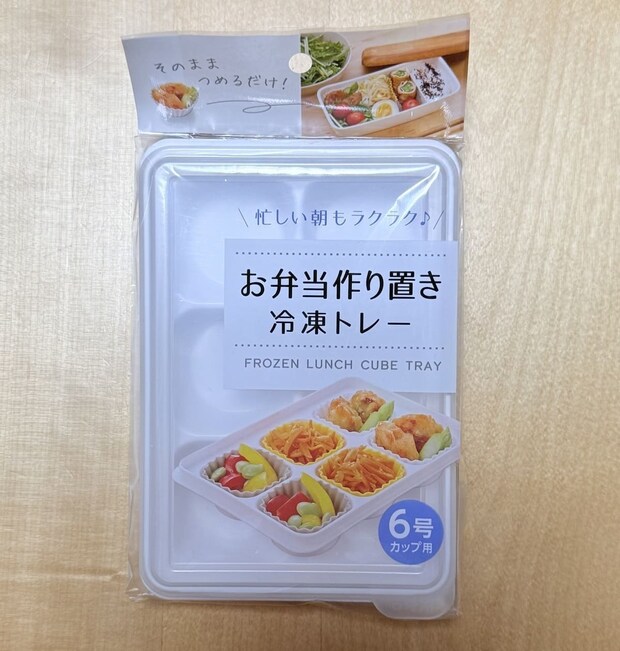 そのまま
つめるだけ!
\忙しい朝もラクラク♪/
お弁当作り置き
冷凍トレー
FROZEN LUNCH CUBE TRAY
6号
カップ用